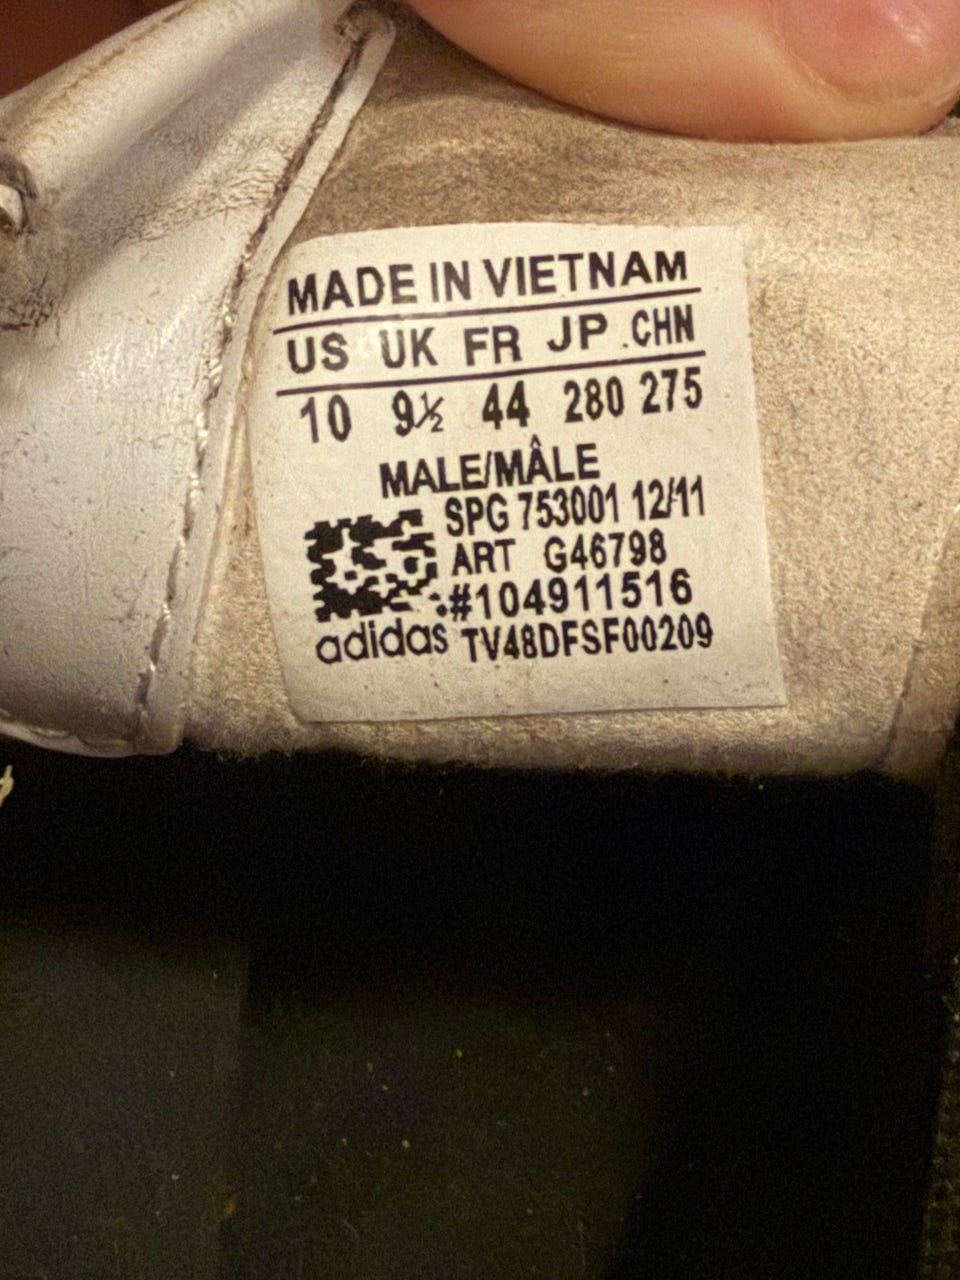 MADE IN VIETNAM
US UK FR JP CHN
10 9½ 44 280 275
MALE/MÂLE
SPG 753001 12/11
ART G46798
#104911516
adidas TV48DFSF00209